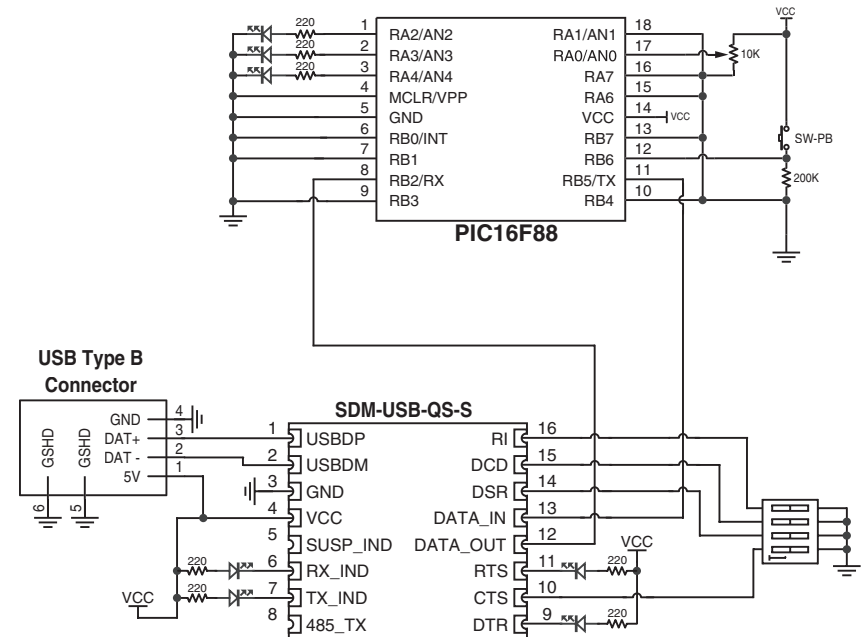 VCC
220
220
220
1 RA2/AN2
2 RA3/AN3
3 RA4/AN4
4 MCLR/VPP
5 GND
6 RB0/INT
7 RB1
8 RB2/RX
9 RB3
RA1/AN1 18
RA0/AN0 17
RA7 16
RA6 15
VCC 14
RB7 13
RB6 12
RB5/TX 11
RB4 10
VCC
10K
SW-PB
200K
PIC16F88
USB Type B
Connector
GSHD
GSHD
GND 4
DAT+ 3
DAT - 2
5V 1
6
5
SDM-USB-QS-S
1 USBDP
2 USBDM
3 GND
4 VCC
5 SUSP_IND
6 RX_IND
7 TX_IND
8 485_TX
RI 16
DCD 15
DSR 14
DATA_IN 13
DATA_OUT 12
RTS 11
CTS 10
DTR 9
220
220
VCC
VCC
220
220